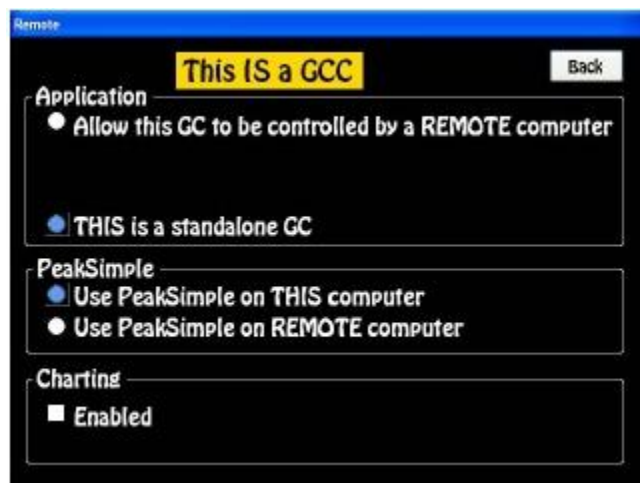 Remote
This IS a GCC
Back
Application
Allow this GC to be controlled by a REMOTE computer
THIS is a standalone GC
PeakSimple
Use PeakSimple on THIS computer
Use PeakSimple on REMOTE computer
Charting
Enabled